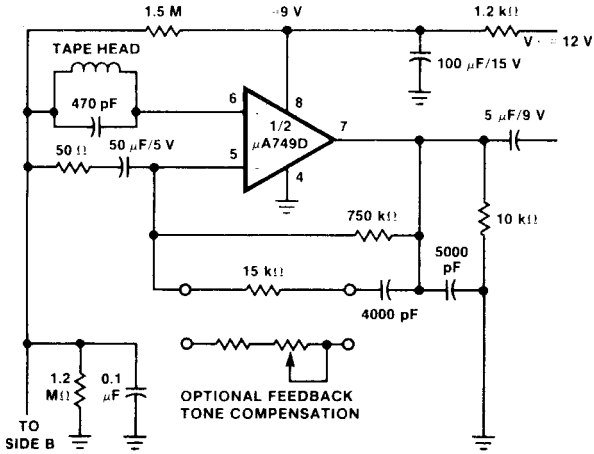 1.5 M
9 V
1.2 kΩ
V = 12 V
TAPE HEAD
100 μF/15 V
470 pF
6
8
1/2
μA749D
7
5 μF/9 V
50 Ω
50 μF/5 V
5
4
750 kΩ
10 kΩ
15 kΩ
5000
pF
4000 pF
1.2
MΩ
0.1
μF
OPTIONAL FEEDBACK
TONE COMPENSATION
TO
SIDE B